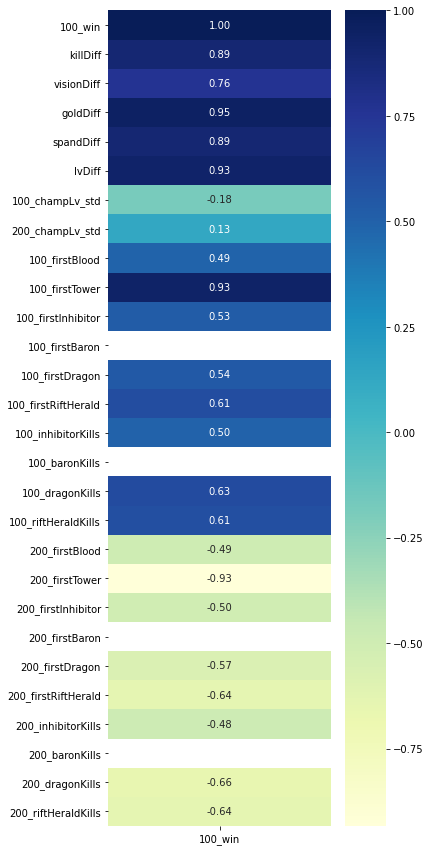 100_win 1.00
killDiff 0.89
visionDiff 0.76
goldDiff 0.95
spandDiff 0.89
lvDiff 0.93
100_champLv_std -0.18
200_champLv_std 0.13
100_firstBlood 0.49
100_firstTower 0.93
100_firstInhibitor 0.53
100_firstBaron
100_firstDragon 0.54
100_firstRiftHerald 0.61
100_inhibitorKills 0.50
100_baronKills
100_dragonKills 0.63
100_riftHeraldKills 0.61
200_firstBlood -0.49
200_firstTower -0.93
200_firstInhibitor -0.50
200_firstBaron
200_firstDragon -0.57
200_firstRiftHerald -0.64
200_inhibitorKills -0.48
200_baronKills
200_dragonKills -0.66
200_riftHeraldKills -0.64
100_win
1.00
0.75
0.50
0.25
0.00
−0.25
−0.50
−0.75